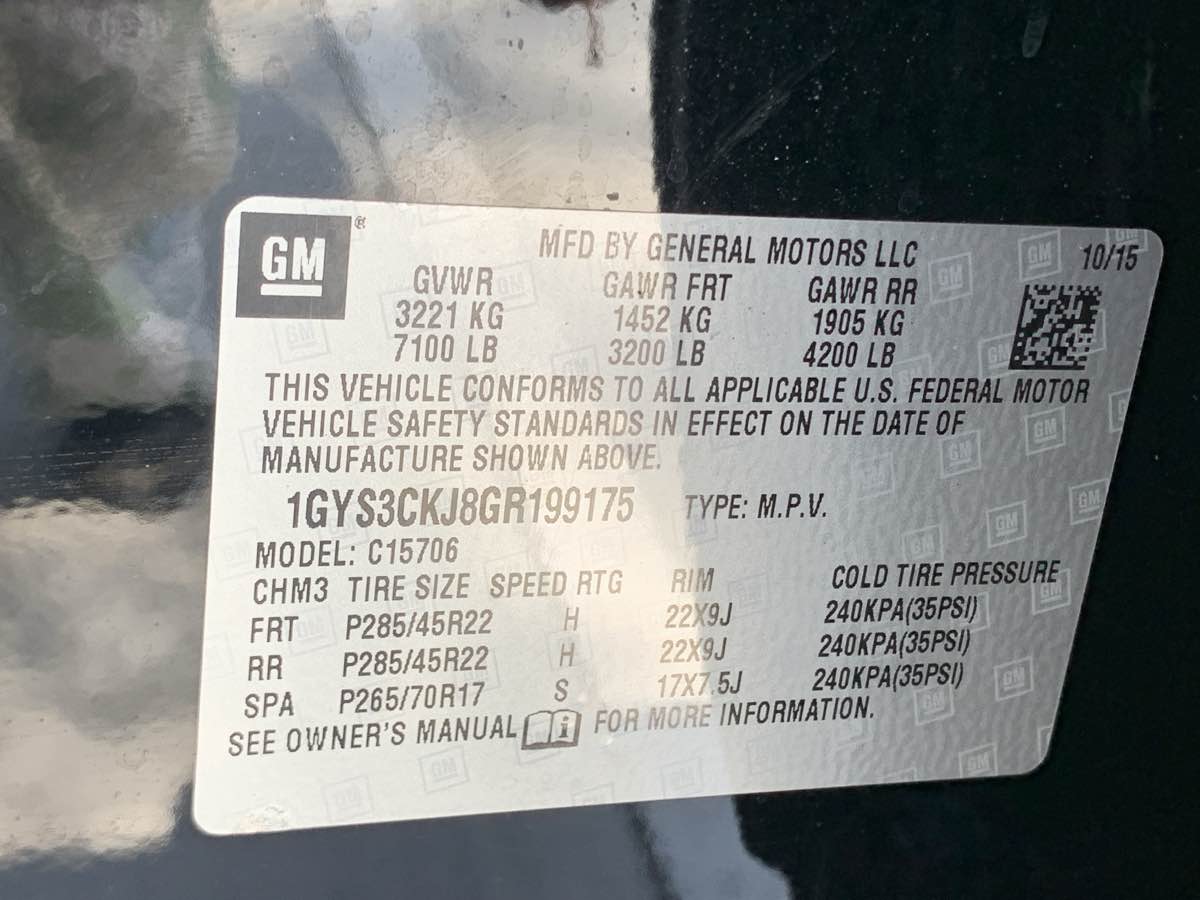 GM ® MFD BY GENERAL MOTORS LLC 10/15
GVWR GAWR FRT GAWR RR
3221 KG 1452 KG 1905 KG
7100 LB 3200 LB 4200 LB
THIS VEHICLE CONFORMS TO ALL APPLICABLE U.S. FEDERAL MOTOR
VEHICLE SAFETY STANDARDS IN EFFECT ON THE DATE OF
MANUFACTURE SHOWN ABOVE.
1GYS3CKJ8GR199175 TYPE: M.P.V.
MODEL: C15706
CHM3 TIRE SIZE SPEED RTG RIM COLD TIRE PRESSURE
FRT P285/45R22 H 22X9J 240KPA(35PSI)
RR P285/45R22 H 22X9J 240KPA(35PSI)
SPA P265/70R17 S 17X7.5J 240KPA(35PSI)
SEE OWNER'S MANUAL i FOR MORE INFORMATION.